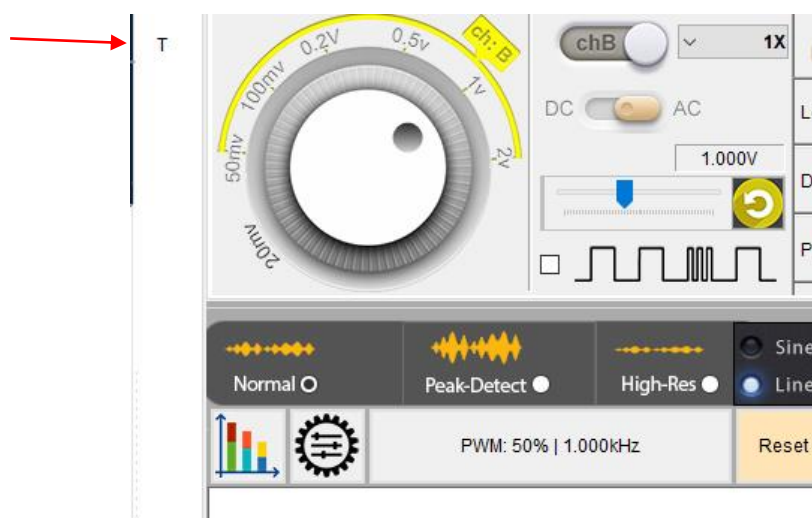 T
0.2V
0.5v
ch: B
100mv
1v
50mv
2v
20mv
chB
1X
DC
AC
1.000V
L
D
P
Normal
Peak-Detect
High-Res
Sine
Line
PWM: 50% | 1.000kHz
Reset